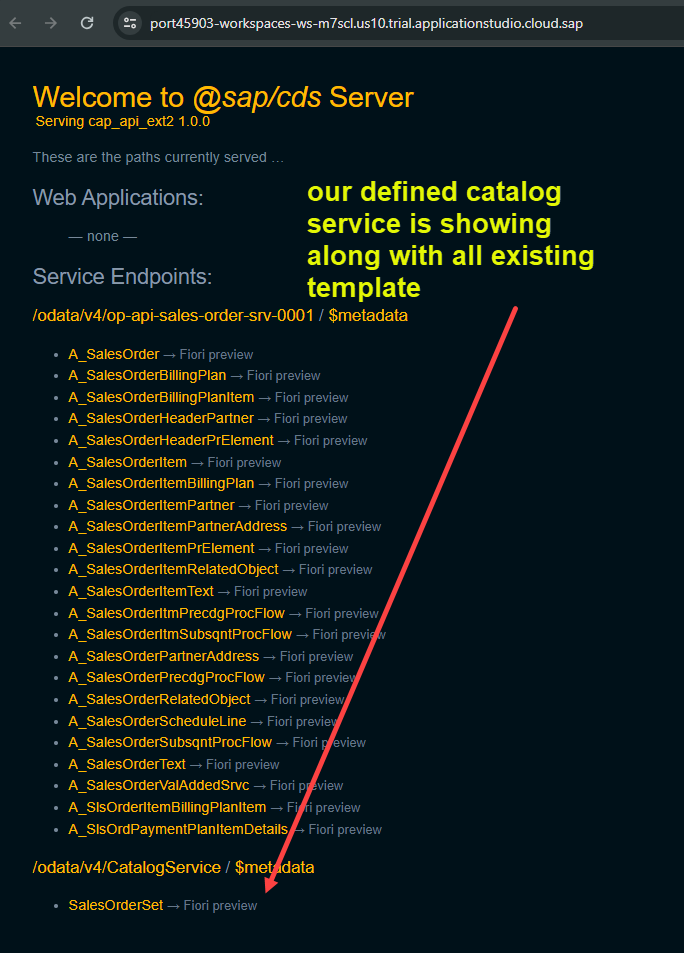 port45903-workspaces-ws-m7scl.us10.trial.applicationstudio.cloud.sap
Welcome to @sap/cds Server
Serving cap_api_ext2 1.0.0
These are the paths currently served …
Web Applications:
— none —
our defined catalog
service is showing
along with all existing
template
Service Endpoints:
/odata/v4/op-api-sales-order-srv-0001 / $metadata
A_SalesOrder → Fiori preview
A_SalesOrderBillingPlan → Fiori preview
A_SalesOrderBillingPlanItem → Fiori preview
A_SalesOrderHeaderPartner → Fiori preview
A_SalesOrderHeaderPrElement → Fiori preview
A_SalesOrderItem → Fiori preview
A_SalesOrderItemBillingPlan → Fiori preview
A_SalesOrderItemPartner → Fiori preview
A_SalesOrderItemPartnerAddress → Fiori preview
A_SalesOrderItemPrElement → Fiori preview
A_SalesOrderItemRelatedObject → Fiori preview
A_SalesOrderItemText → Fiori preview
A_SalesOrderItmPrecdgProcFlow → Fiori preview
A_SalesOrderItmSubsqntProcFlow → Fiori preview
A_SalesOrderPartnerAddress → Fiori preview
A_SalesOrderPrecdgProcFlow → Fiori preview
A_SalesOrderRelatedObject → Fiori preview
A_SalesOrderScheduleLine → Fiori preview
A_SalesOrderSubsqntProcFlow → Fiori preview
A_SalesOrderText → Fiori preview
A_SalesOrderValAddedSrvc → Fiori preview
A_SlsOrderItemBillingPlanItem → Fiori preview
A_SlsOrdPaymentPlanItemDetails → Fiori preview
/odata/v4/CatalogService / $metadata
SalesOrderSet → Fiori preview